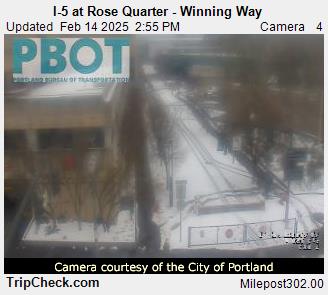 I-5 at Rose Quarter - Winning Way
Updated Feb 14 2025 2:55 PM Camera 4
PBOT
PORTLAND BUREAU OF TRANSPORTATION
Camera courtesy of the City of Portland
TripCheck.com Milepost302.00